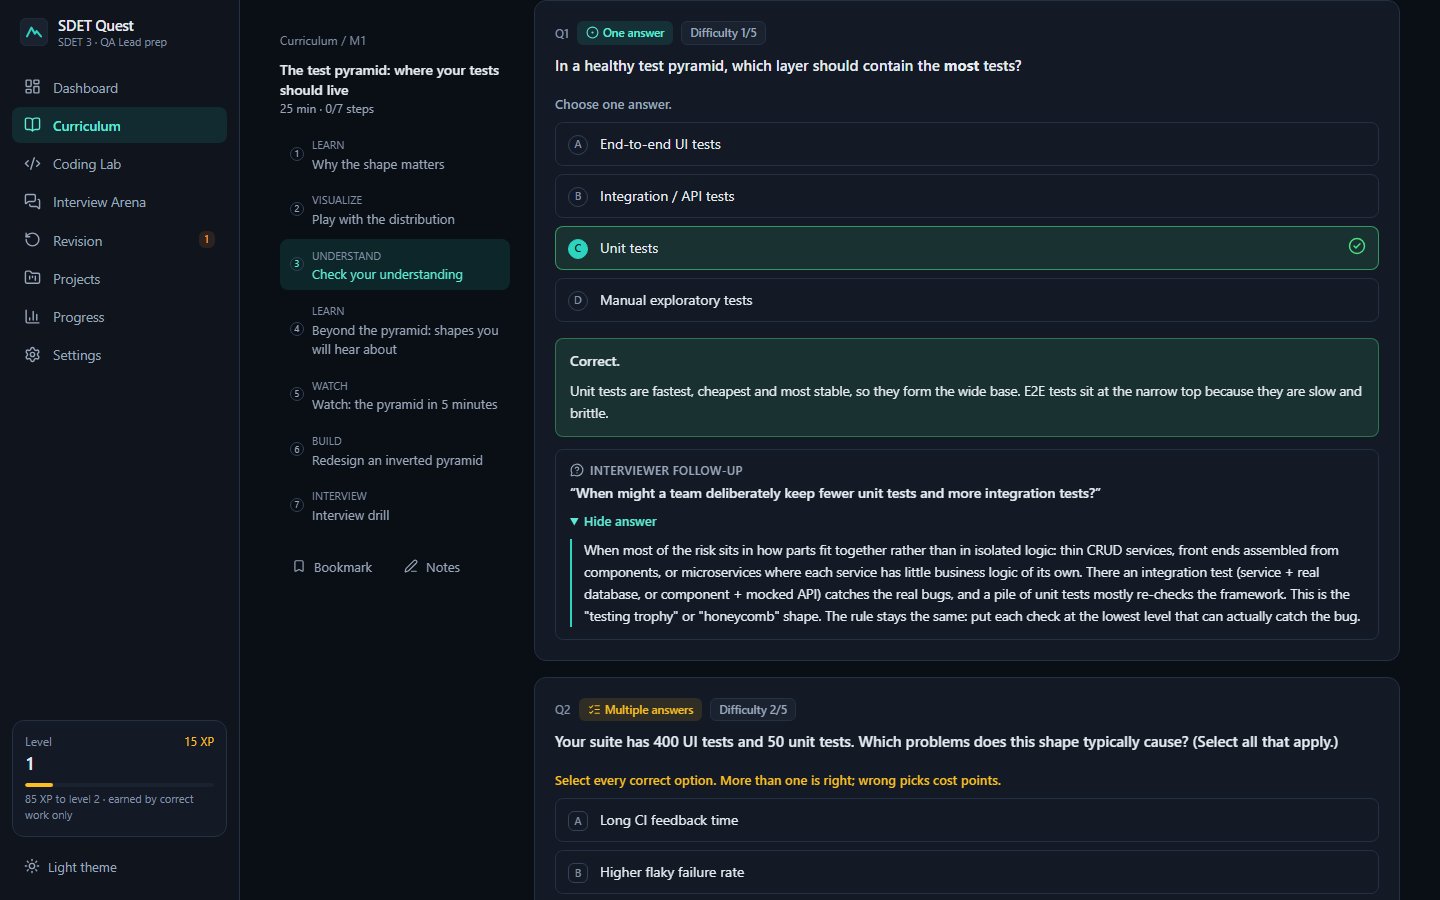 SDET Quest
SDET 3 · QA Lead prep
Dashboard
Curriculum
Coding Lab
Interview Arena
Revision
1
Projects
Progress
Settings
Level
15 XP
1
85 XP to level 2 · earned by correct
work only
Light theme
Curriculum / M1
The test pyramid: where your tests
should live
25 min · 0/7 steps
LEARN
1
Why the shape matters
VISUALIZE
2
Play with the distribution
UNDERSTAND
3
Check your understanding
LEARN
4
Beyond the pyramid: shapes you
will hear about
WATCH
5
Watch: the pyramid in 5 minutes
BUILD
6
Redesign an inverted pyramid
INTERVIEW
7
Interview drill
Bookmark
Notes
Q1
One answer
Difficulty 1/5
In a healthy test pyramid, which layer should contain the most tests?
Choose one answer.
A End-to-end UI tests
B Integration / API tests
C Unit tests
D Manual exploratory tests
Correct.
Unit tests are fastest, cheapest and most stable, so they form the wide base. E2E tests sit at the narrow top because they are slow and
brittle.
INTERVIEWER FOLLOW-UP
“When might a team deliberately keep fewer unit tests and more integration tests?”
▼ Hide answer
When most of the risk sits in how parts fit together rather than in isolated logic: thin CRUD services, front ends assembled from
components, or microservices where each service has little business logic of its own. There an integration test (service + real
database, or component + mocked API) catches the real bugs, and a pile of unit tests mostly re-checks the framework. This is the
"testing trophy" or "honeycomb" shape. The rule stays the same: put each check at the lowest level that can actually catch the bug.
Q2
Multiple answers
Difficulty 2/5
Your suite has 400 UI tests and 50 unit tests. Which problems does this shape typically cause? (Select all that apply.)
Select every correct option. More than one is right; wrong picks cost points.
A Long CI feedback time
B Higher flaky failure rate